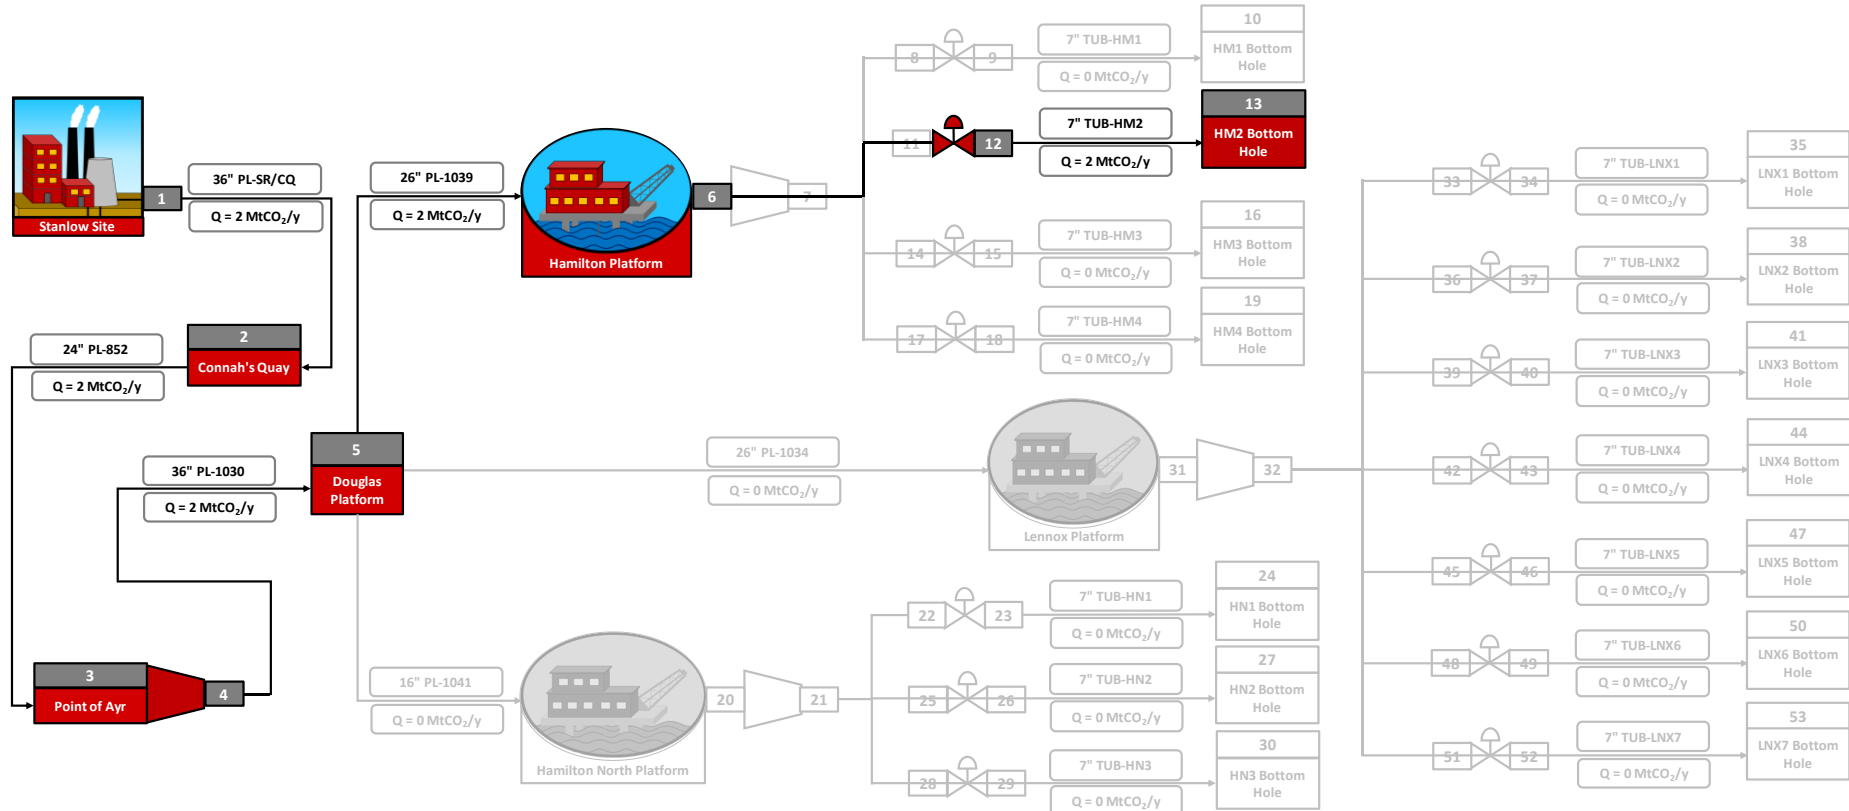 Stanlow Site
1
36" PL-SR/CQ
Q = 2 MtCO₂/y
2
Connah's Quay
24" PL-852
Q = 2 MtCO₂/y
3
Point of Ayr
4
36" PL-1030
Q = 2 MtCO₂/y
5
Douglas
Platform
26" PL-1039
Q = 2 MtCO₂/y
Hamilton Platform
6
7
8
9
7" TUB-HM1
Q = 0 MtCO₂/y
10
HM1 Bottom
Hole
11
12
7" TUB-HM2
Q = 2 MtCO₂/y
13
HM2 Bottom
Hole
14
15
7" TUB-HM3
Q = 0 MtCO₂/y
16
HM3 Bottom
Hole
17
18
7" TUB-HM4
Q = 0 MtCO₂/y
19
HM4 Bottom
Hole
26" PL-1034
Q = 0 MtCO₂/y
Lennox Platform
31
32
16" PL-1041
Q = 0 MtCO₂/y
Hamilton North Platform
20
21
22
23
7" TUB-HN1
Q = 0 MtCO₂/y
24
HN1 Bottom
Hole
25
26
7" TUB-HN2
Q = 0 MtCO₂/y
27
HN2 Bottom
Hole
28
29
7" TUB-HN3
Q = 0 MtCO₂/y
30
HN3 Bottom
Hole
33
34
7" TUB-LNX1
Q = 0 MtCO₂/y
35
LNX1 Bottom
Hole
36
37
7" TUB-LNX2
Q = 0 MtCO₂/y
38
LNX2 Bottom
Hole
39
40
7" TUB-LNX3
Q = 0 MtCO₂/y
41
LNX3 Bottom
Hole
42
43
7" TUB-LNX4
Q = 0 MtCO₂/y
44
LNX4 Bottom
Hole
45
46
7" TUB-LNX5
Q = 0 MtCO₂/y
47
LNX5 Bottom
Hole
48
49
7" TUB-LNX6
Q = 0 MtCO₂/y
50
LNX6 Bottom
Hole
51
52
7" TUB-LNX7
Q = 0 MtCO₂/y
53
LNX7 Bottom
Hole